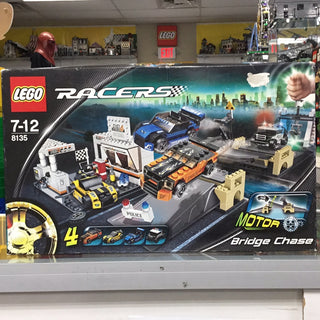 LEGO
LEGO RACERS
7-12
8135
POLICE
4
MOTOR
Bridge Chase